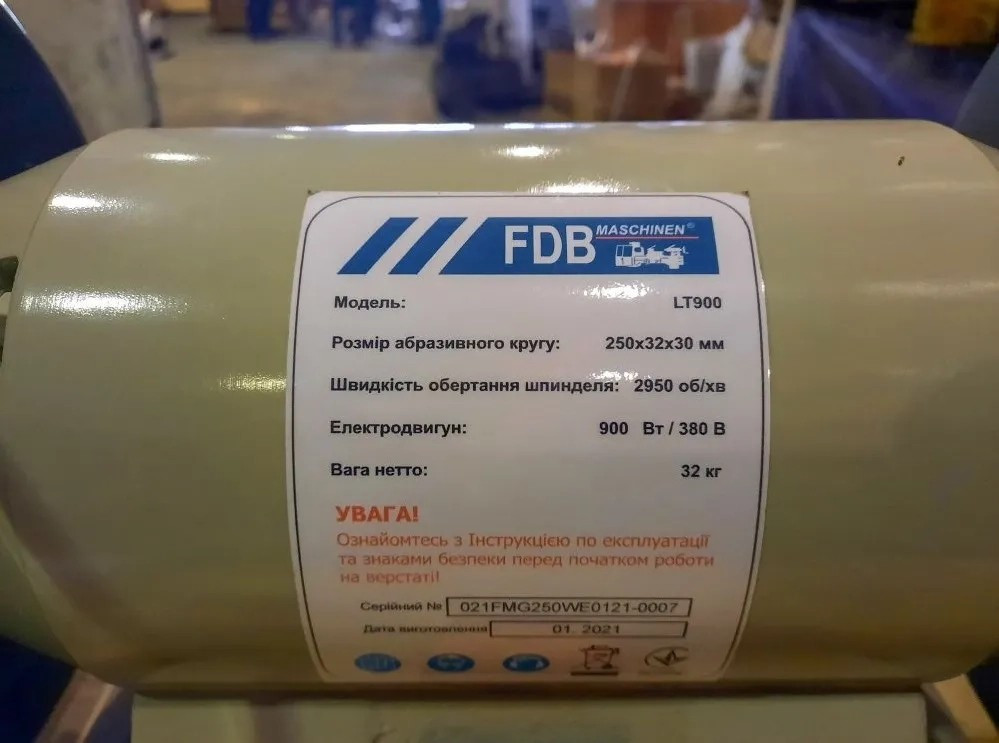 FDB MASCHINEN®
Модель: LT900
Розмір абразивного кругу: 250x32x30 мм
Швидкість обертання шпинделя: 2950 об/хв
Електродвигун: 900 Вт / 380 В
Вага нетто: 32 кг
УВАГА!
Ознайомтесь з Інструкцією по експлуатації
та знаками безпеки перед початком роботи
на верстаті!
Серійний № 021FMG250WE0121-0007
Дата виготовлення 01. 2021